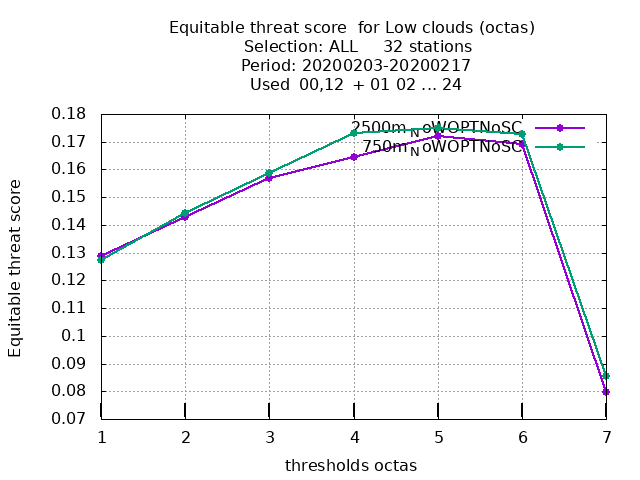 Equitable threat score  for Low clouds (octas)
Selection: ALL     32 stations
Period: 20200203-20200217
Used  00,12  + 01 02 ... 24
2500m_NoWOPTNoSC
750m_NoWOPTNoSC
Equitable threat score
0.18
0.17
0.16
0.15
0.14
0.13
0.12
0.11
0.1
0.09
0.08
0.07
1 2 3 4 5 6 7
thresholds octas